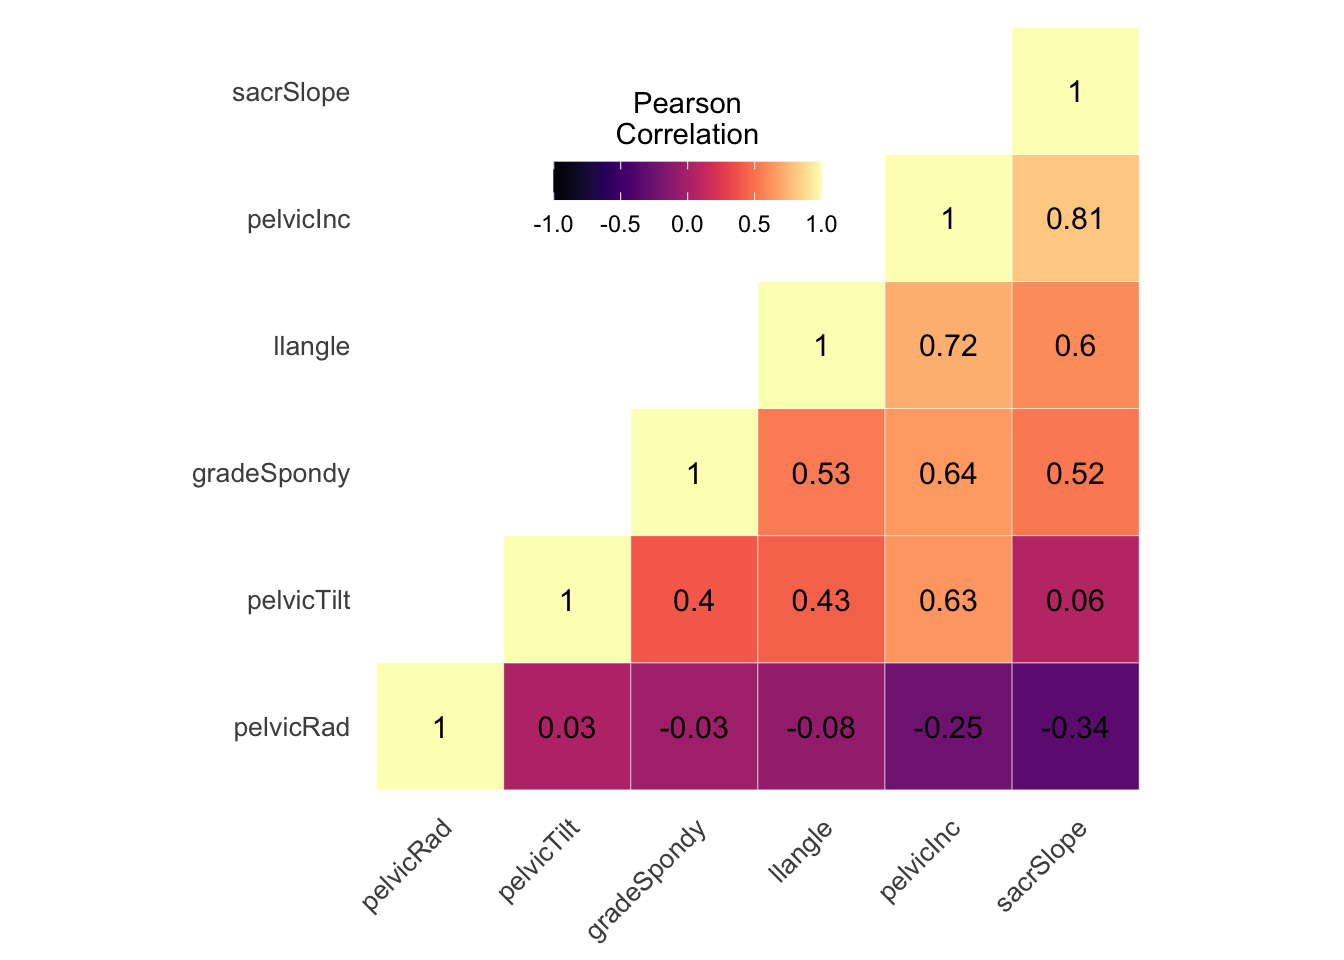 Pearson
Correlation
-1.0 -0.5 0.0 0.5 1.0
sacrSlope 1
pelvicInc 1 0.81
llangle 1 0.72 0.6
gradeSpondy 1 0.53 0.64 0.52
pelvicTilt 1 0.4 0.43 0.63 0.06
pelvicRad 1 0.03 -0.03 -0.08 -0.25 -0.34
pelvicRad pelvicTilt gradeSpondy llangle pelvicInc sacrSlope